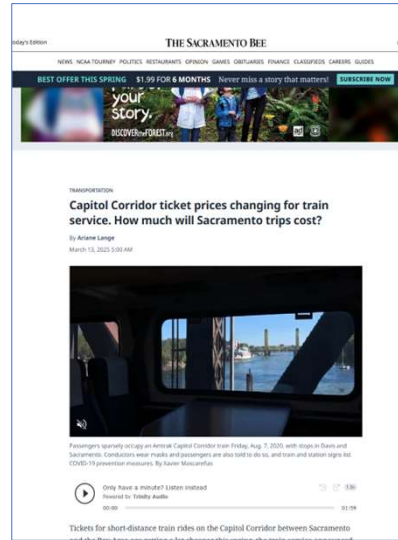 oday's Edition
THE SACRAMENTO BEE
NEWS NCAA TOURNEY POLITICS RESTAURANTS OPINION GAMES OBITUARIES FINANCE CLASSIFIEDS CAREERS GUIDES
BEST OFFER THIS SPRING $1.99 FOR 6 MONTHS Never miss a story that matters! SUBSCRIBE NOW
your
story.
DISCOVERtheFOREST.org
ad
TRANSPORTATION
Capitol Corridor ticket prices changing for train
service. How much will Sacramento trips cost?
By Ariane Lange
March 13, 2025 5:00 AM
Passengers sparsely occupy an Amtrak Capitol Corridor train Friday, Aug. 7, 2020, with stops in Davis and
Sacramento. Conductors wear masks and passengers are also told to do so, and train and station signs list
COVID-19 prevention measures. By Xavier Mascareñas
Only have a minute? Listen instead
Powered by Trinity Audio
00:00
01:59
Tickets for short-distance train rides on the Capitol Corridor between Sacramento